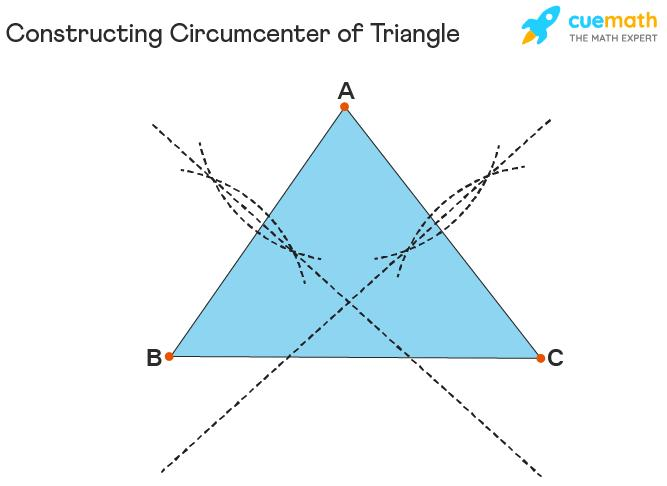 Constructing Circumcenter of Triangle
cuemath
THE MATH EXPERT
A
B
C